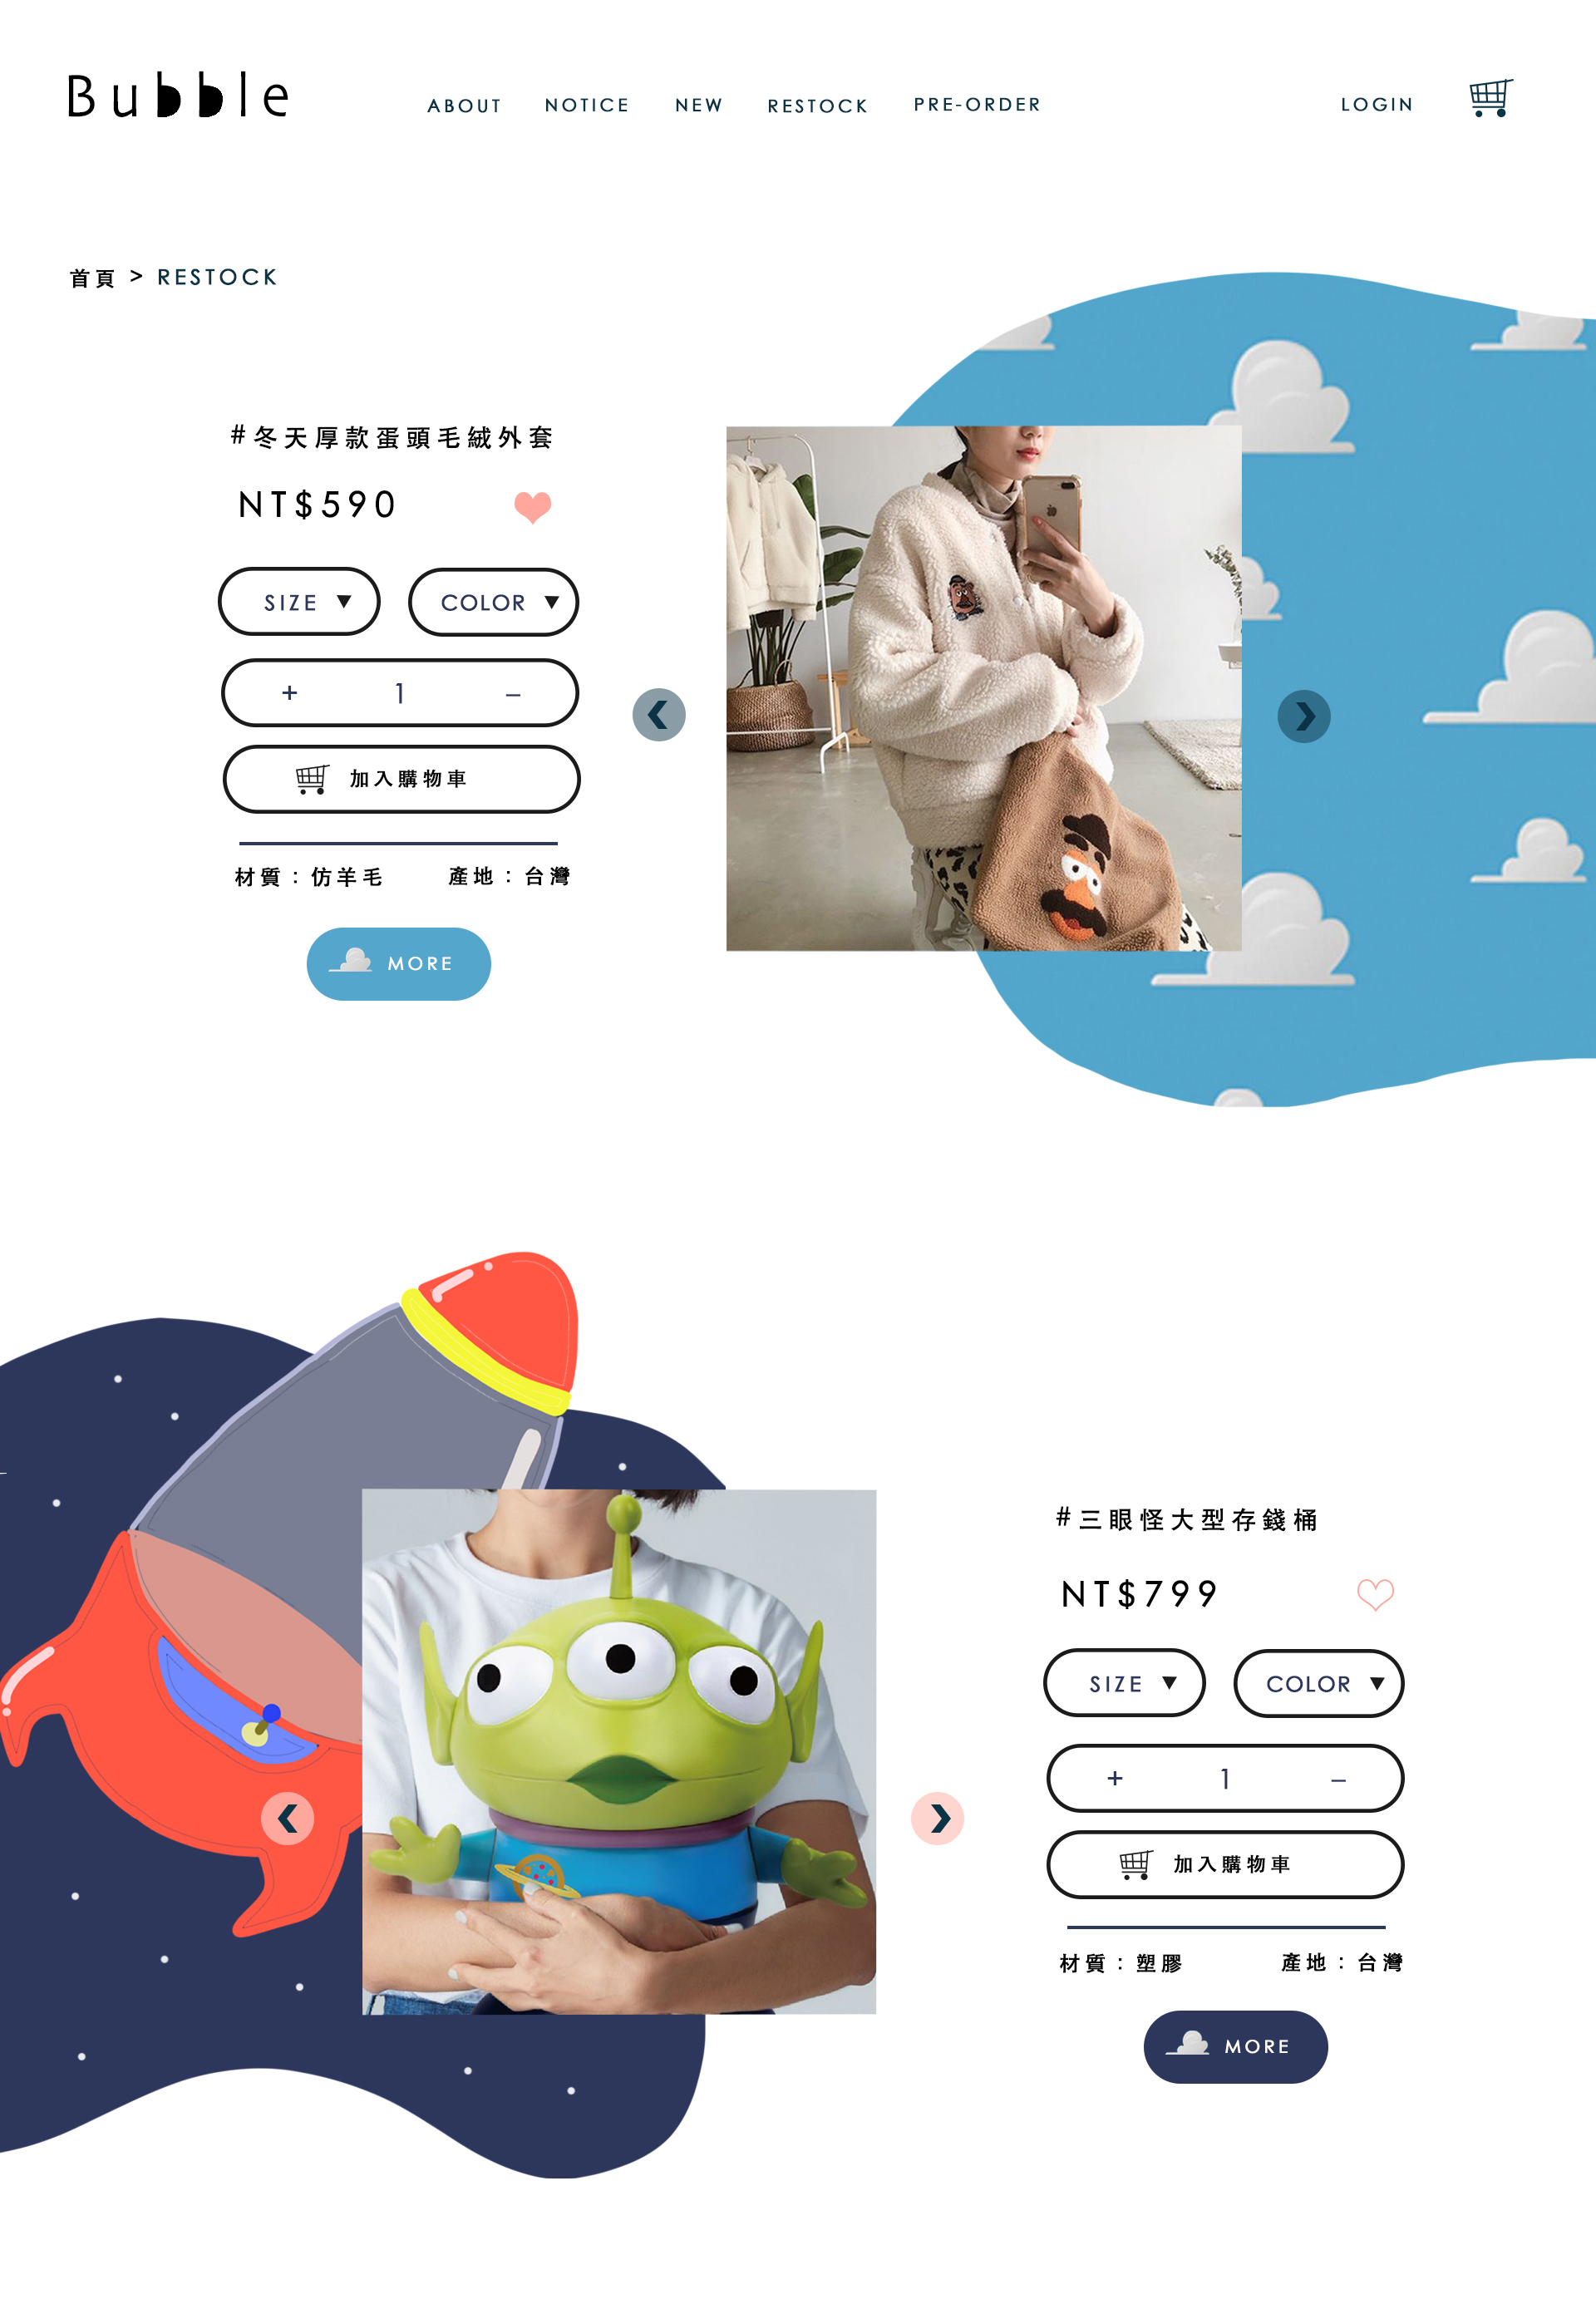 Bubble
ABOUT NOTICE NEW RESTOCK PRE-ORDER LOGIN
首頁 > RESTOCK
#冬天厚款蛋頭毛絨外套
NT$590
SIZE ▼ COLOR ▼
+ 1 –
加入購物車
材質：仿羊毛 產地：台灣
MORE
#三眼怪大型存錢桶
NT$799
SIZE ▼ COLOR ▼
+ 1 –
加入購物車
材質：塑膠 產地：台灣
MORE